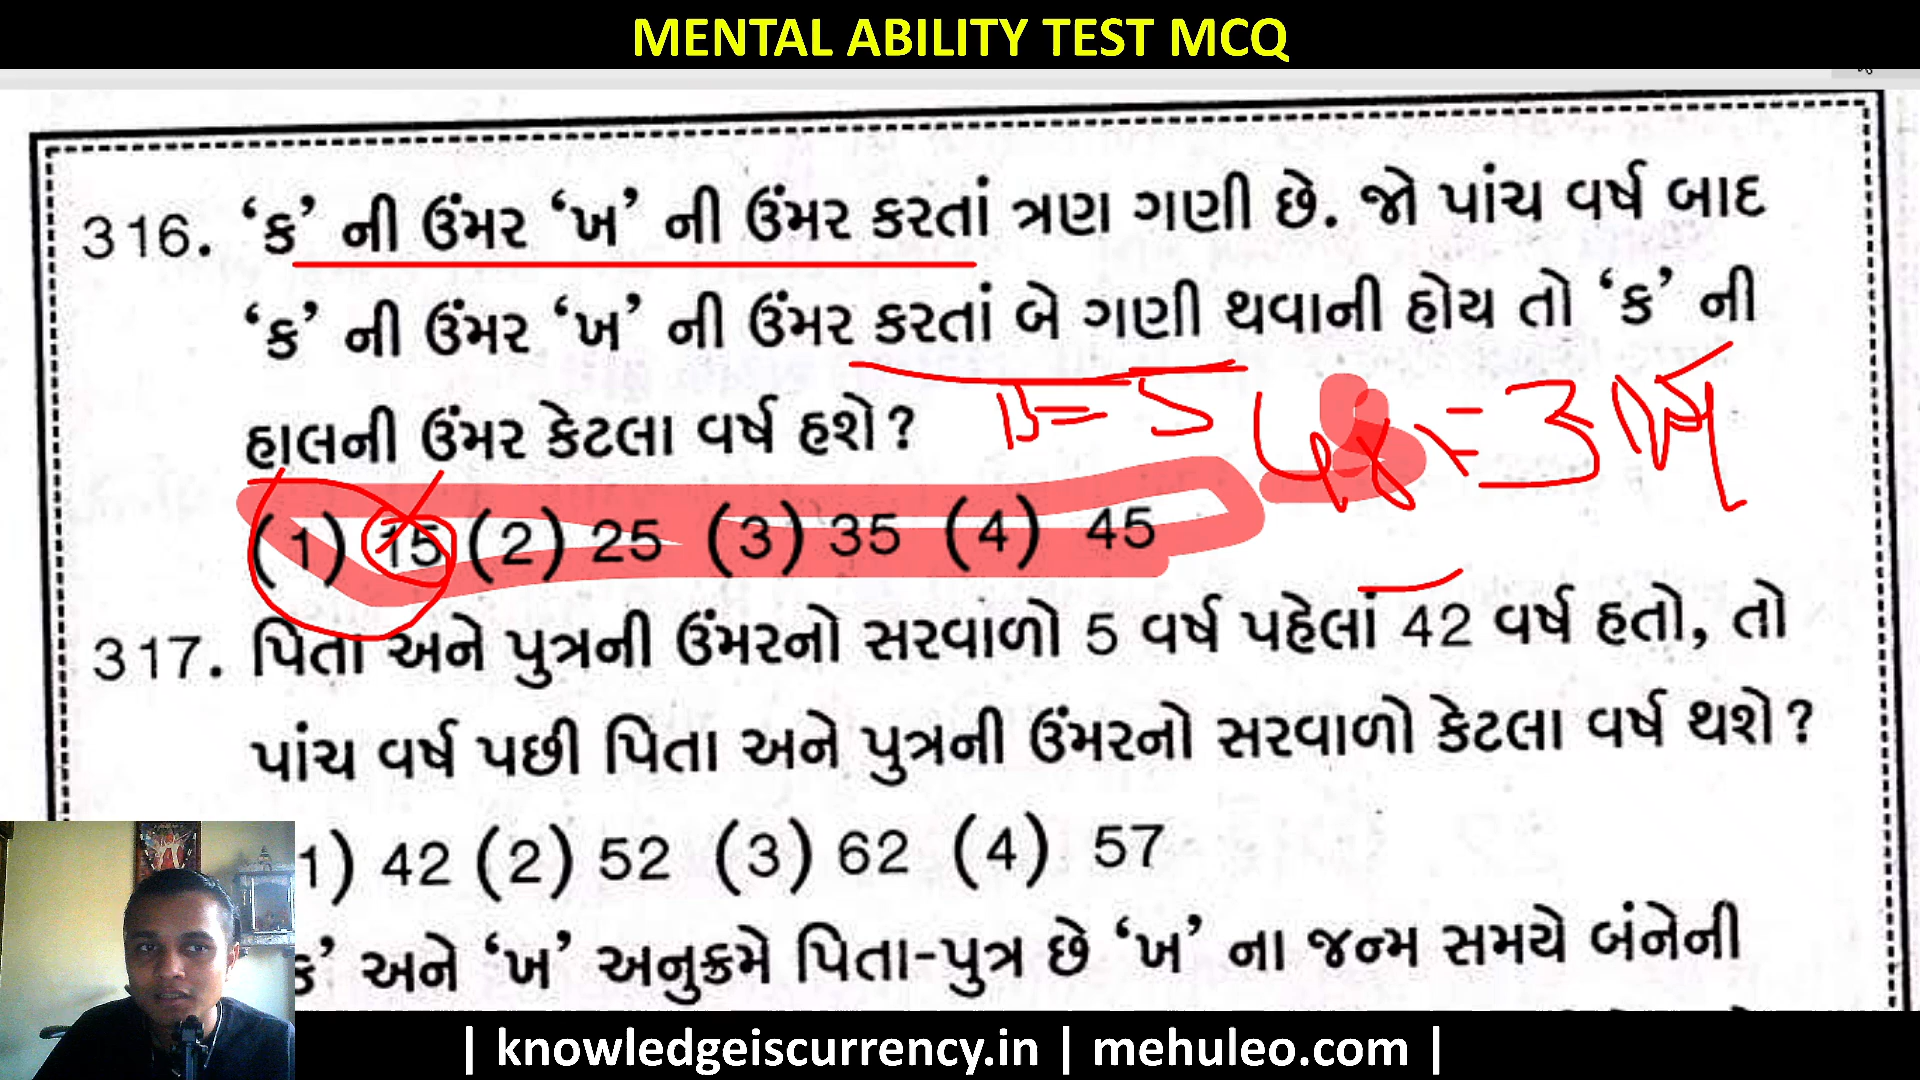 MENTAL ABILITY TEST MCQ
316. ‘ક’ ની ઉંમર ‘ખ’ ની ઉંમર કરતાં ત્રણ ગણી છે. જો પાંચ વર્ષ બાદ
‘ક’ ની ઉંમર ‘ખ’ ની ઉંમર કરતાં બે ગણી થવાની હોય તો ‘ક’ ની
હાલની ઉંમર કેટલા વર્ષ હશે?
(1) 15 (2) 25 (3) 35 (4) 45
317. પિતા અને પુત્રની ઉંમરનો સરવાળો 5 વર્ષ પહેલાં 42 વર્ષ હતો, તો
પાંચ વર્ષ પછી પિતા અને પુત્રની ઉંમરનો સરવાળો કેટલા વર્ષ થશે?
1) 42 (2) 52 (3) 62 (4) 57
ક’ અને ‘ખ’ અનુક્રમે પિતા-પુત્ર છે ‘ખ’ ના જન્મ સમયે બંનેની
| knowledgeiscurrency.in | mehuleo.com |